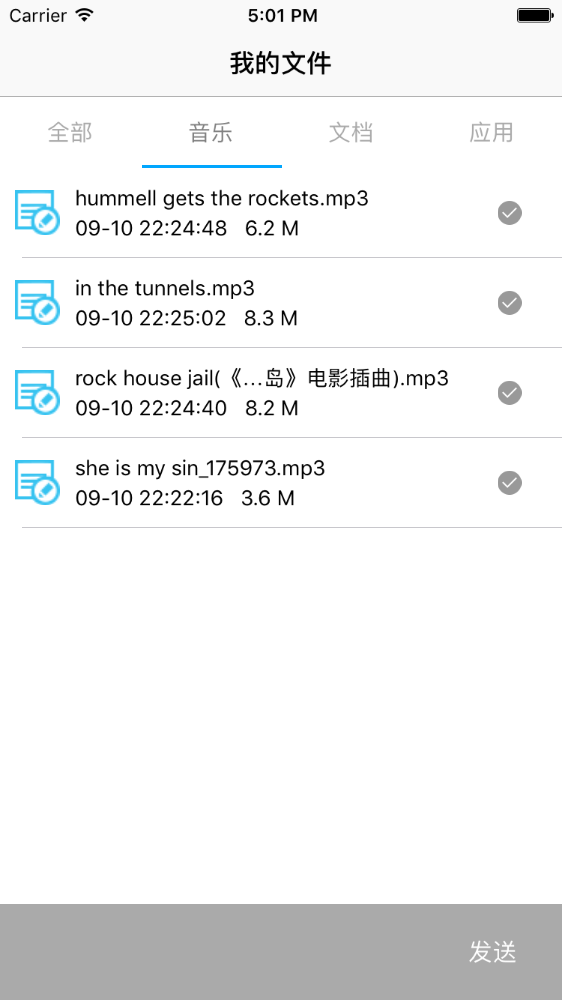 Carrier 5:01 PM
我的文件
全部 音乐 文档 应用
hummell gets the rockets.mp3
09-10 22:24:48 6.2 M
in the tunnels.mp3
09-10 22:25:02 8.3 M
rock house jail(《…岛》电影插曲).mp3
09-10 22:24:40 8.2 M
she is my sin_175973.mp3
09-10 22:22:16 3.6 M
发送